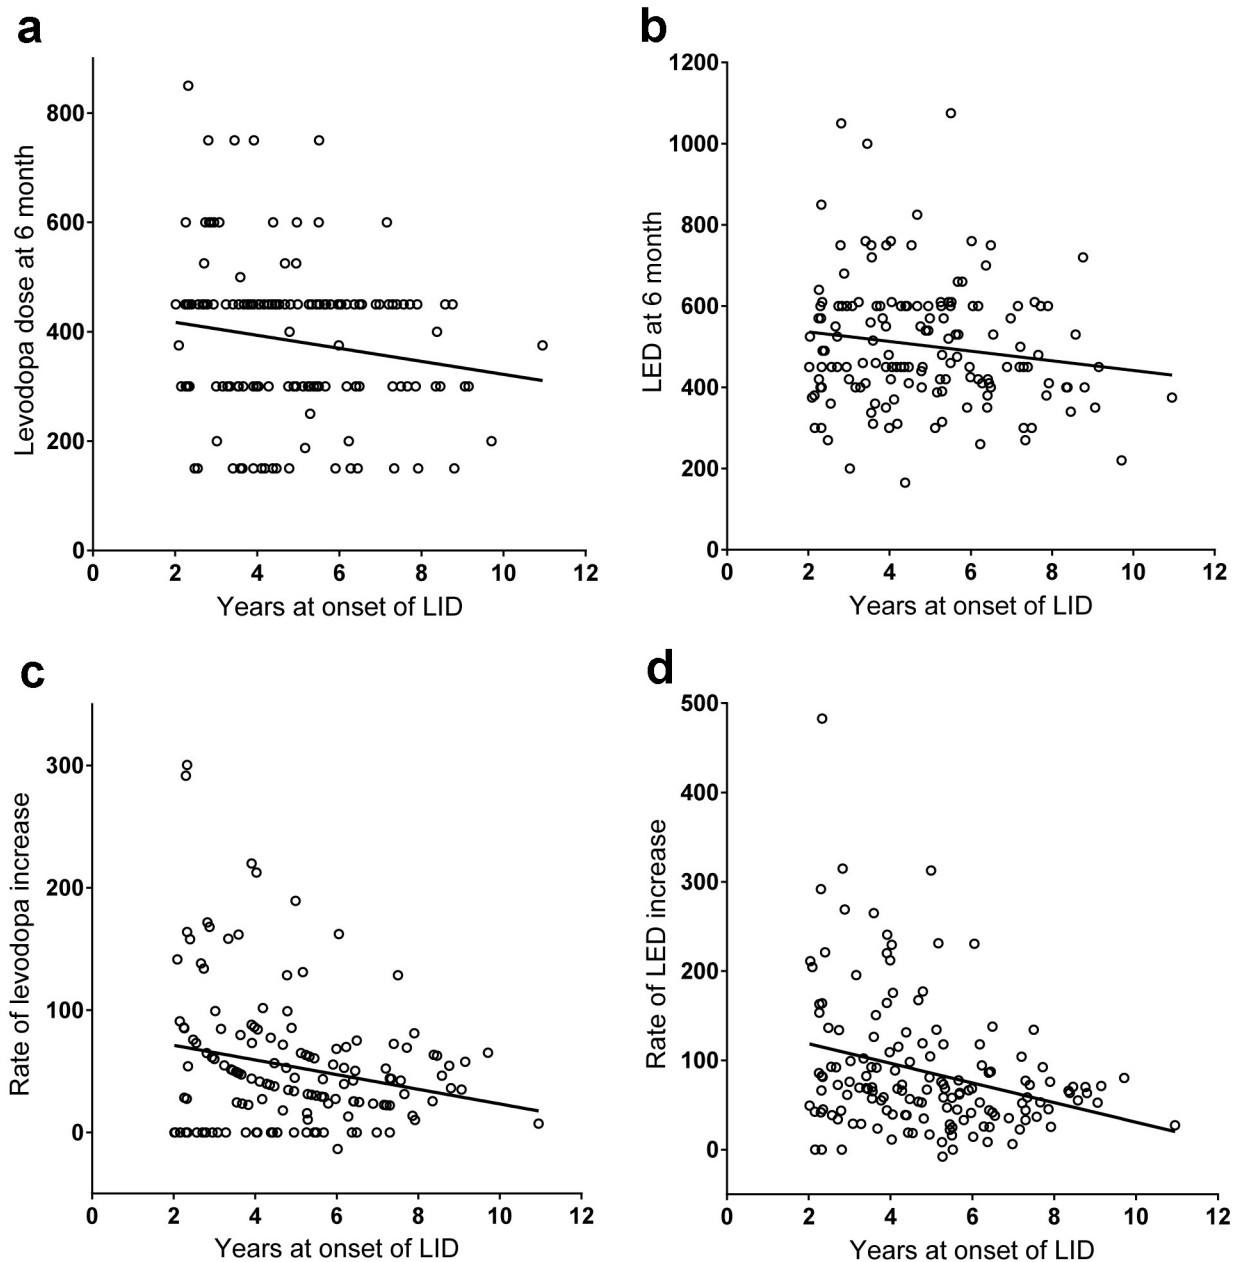 a
Levodopa dose at 6 month
800
600
400
200
0
0 2 4 6 8 10 12
Years at onset of LID
b
LED at 6 month
1200
1000
800
600
400
200
0
0 2 4 6 8 10 12
Years at onset of LID
c
Rate of levodopa increase
300
200
100
0
0 2 4 6 8 10 12
Years at onset of LID
d
Rate of LED increase
500
400
300
200
100
0
0 2 4 6 8 10 12
Years at onset of LID